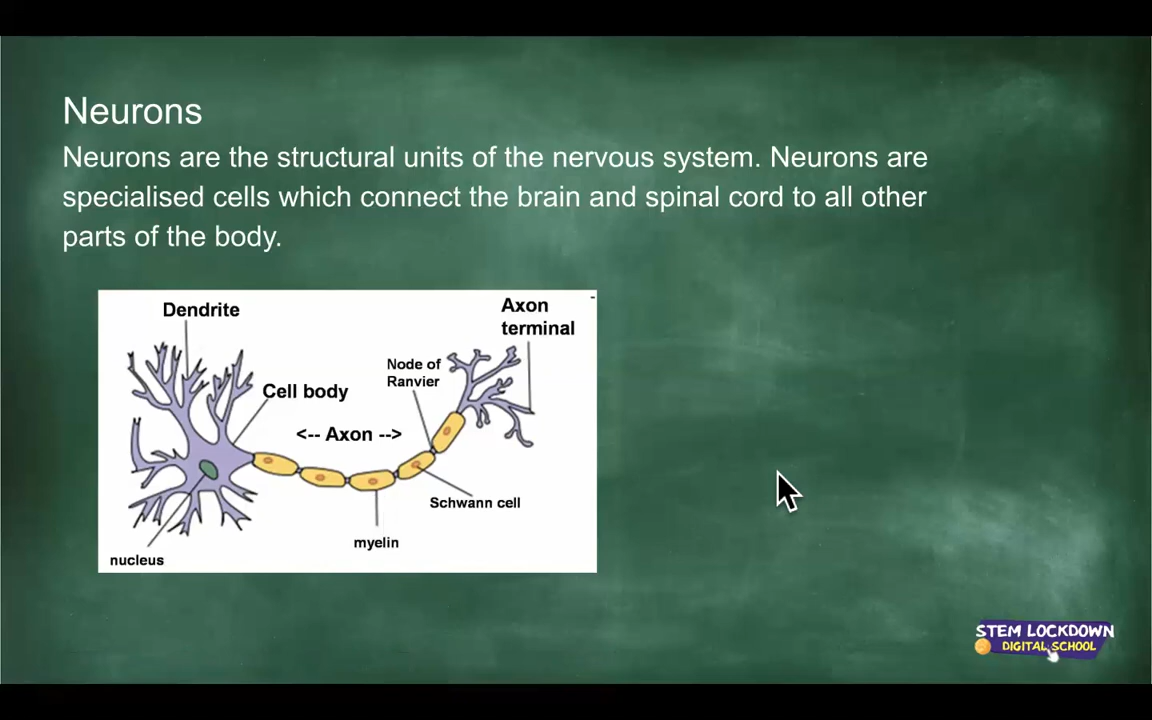 Neurons
Neurons are the structural units of the nervous system. Neurons are
specialised cells which connect the brain and spinal cord to all other
parts of the body.
Dendrite
Axon
terminal
Node of
Ranvier
Cell body
<-- Axon -->
Schwann cell
myelin
nucleus
STEM LOCKDOWN
DIGITAL SCHOOL